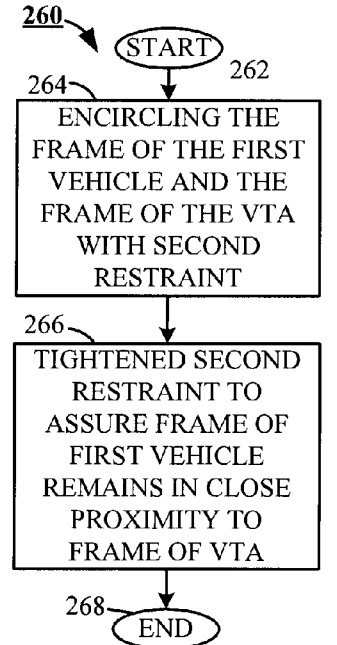 260
START
262
264
ENCIRCLING THE
FRAME OF THE FIRST
VEHICLE AND THE
FRAME OF THE VTA
WITH SECOND
RESTRAINT
266
TIGHTENED SECOND
RESTRAINT TO
ASSURE FRAME OF
FIRST VEHICLE
REMAINS IN CLOSE
PROXIMITY TO
FRAME OF VTA
268
END